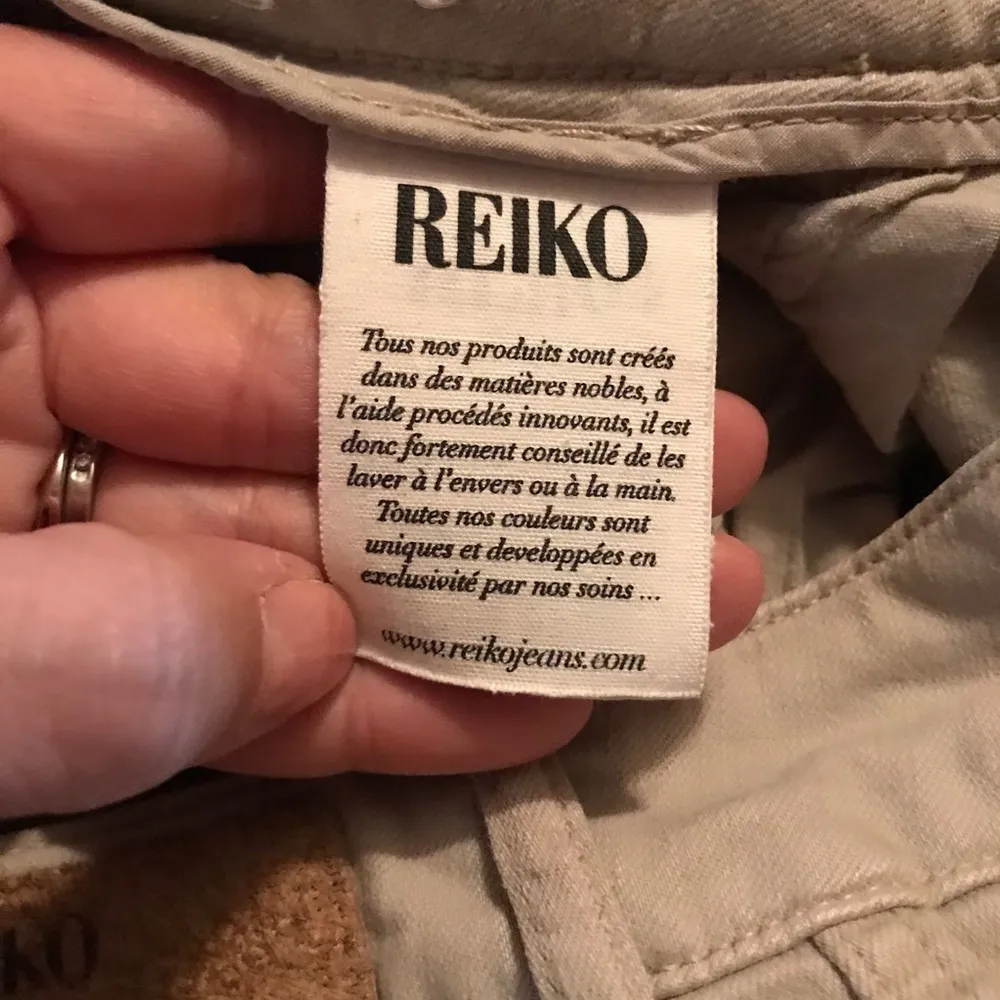 REIKO
Tous nos produits sont créés
dans des matières nobles, à
l'aide procédés innovants, il est
donc fortement conseillé de les
laver à l'envers ou à la main.
Toutes nos couleurs sont
uniques et developpées en
exclusivité par nos soins ...
www.reikojeans.com
KO